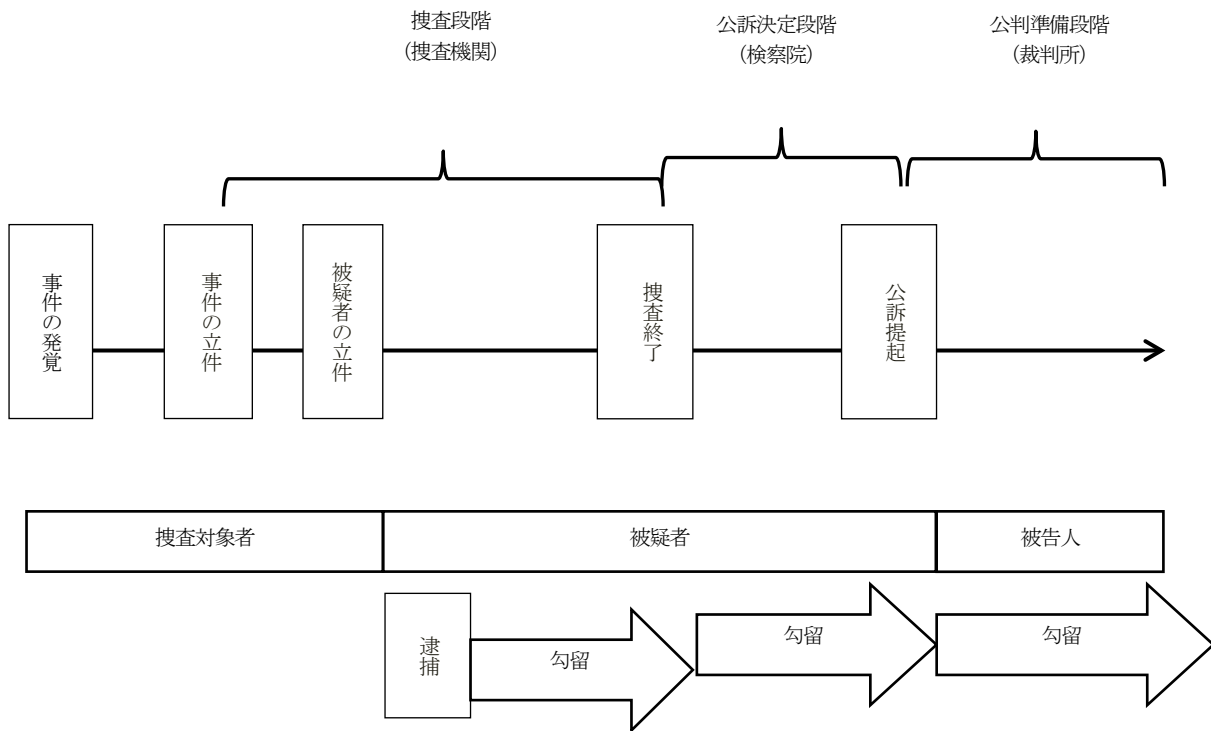 捜査段階
(捜査機関)
公訴決定段階
(検察院)
公判準備段階
(裁判所)
事件の発覚
事件の立件
被疑者の立件
捜査終了
公訴提起
捜査対象者
被疑者
被告人
逮捕
勾留
勾留
勾留